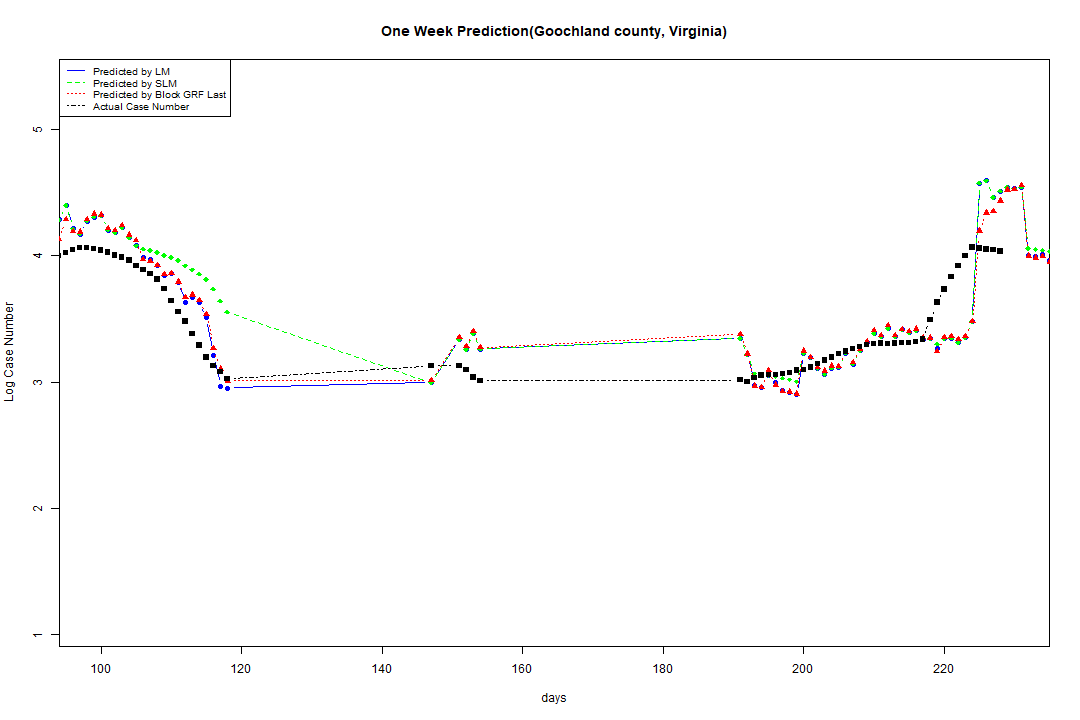 One Week Prediction(Goochland county, Virginia)
Predicted by LM
Predicted by SLM
Predicted by Block GRF Last
Actual Case Number
5
4
3
2
1
Log Case Number
100 120 140 160 180 200 220
days